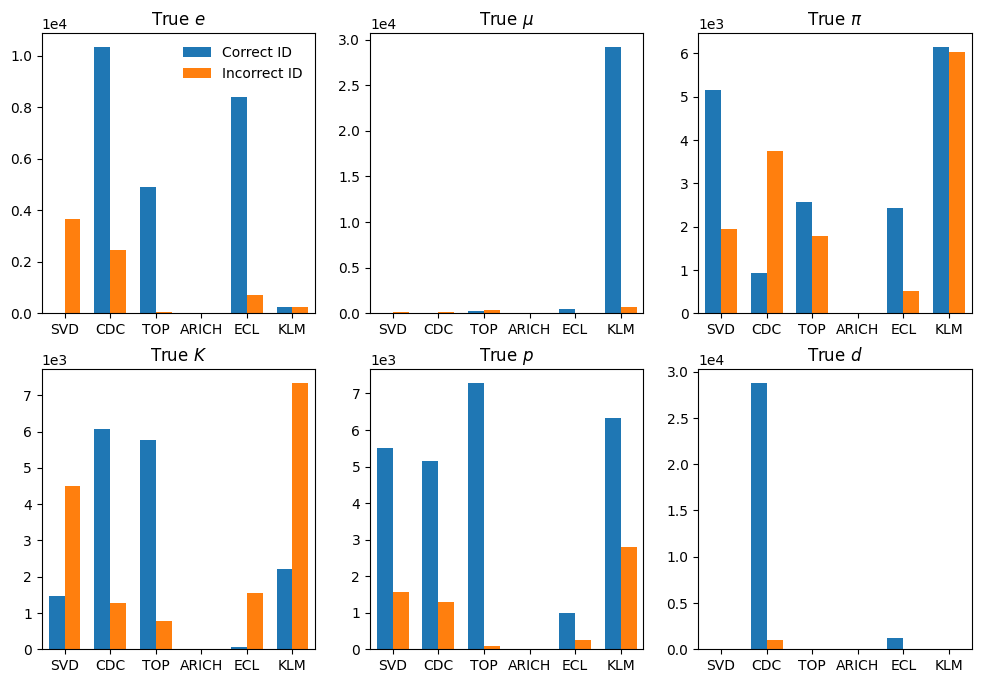 True e
1e4
1.0
0.8
0.6
0.4
0.2
0.0
SVD CDC TOP ARICH ECL KLM
Correct ID
Incorrect ID
True μ
1e4
3.0
2.5
2.0
1.5
1.0
0.5
0.0
SVD CDC TOP ARICH ECL KLM
True π
1e3
6
5
4
3
2
1
0
SVD CDC TOP ARICH ECL KLM
True K
1e3
7
6
5
4
3
2
1
0
SVD CDC TOP ARICH ECL KLM
True p
1e3
7
6
5
4
3
2
1
0
SVD CDC TOP ARICH ECL KLM
True d
1e4
3.0
2.5
2.0
1.5
1.0
0.5
0.0
SVD CDC TOP ARICH ECL KLM